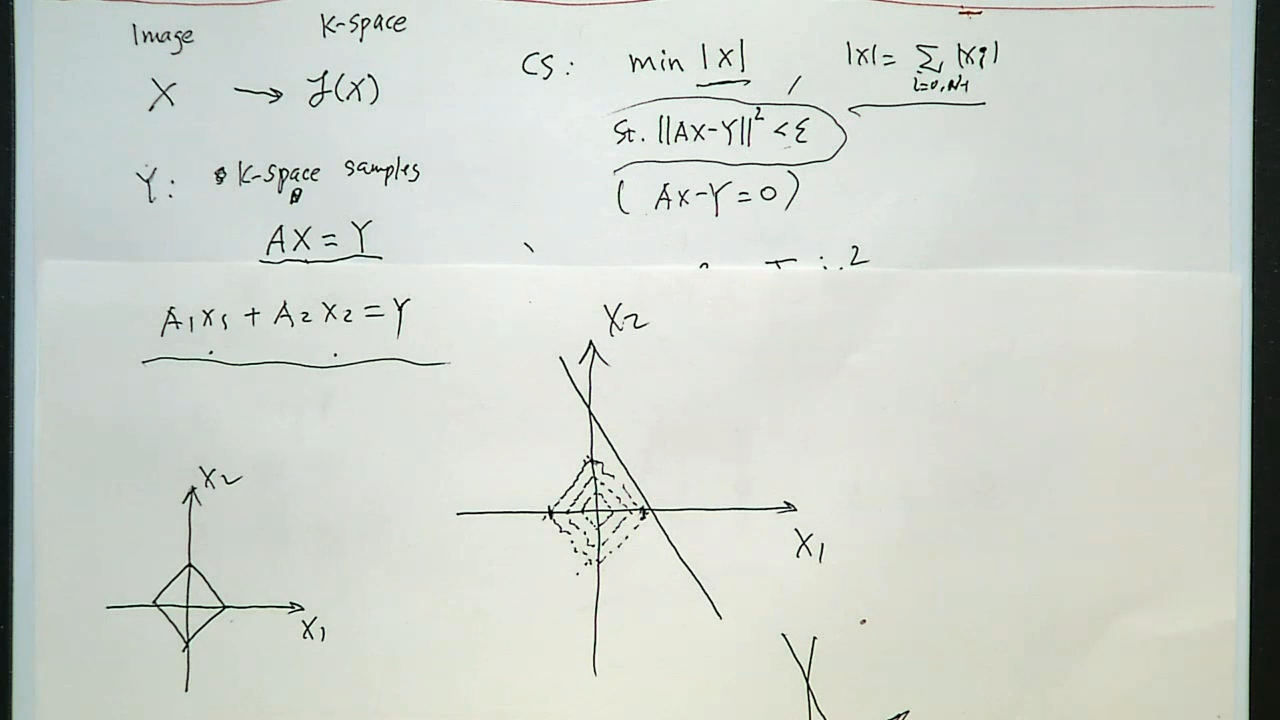 Image
K-space
X → F(X)
Y: K-space samples
AX = Y
CS: min |X| , |X| = Σ |Xi|
i=0,N-1
St. ||AX-Y||² < ε
( AX-Y=0 )
A1X1 + A2X2 = Y
X2
X1
X2
X1